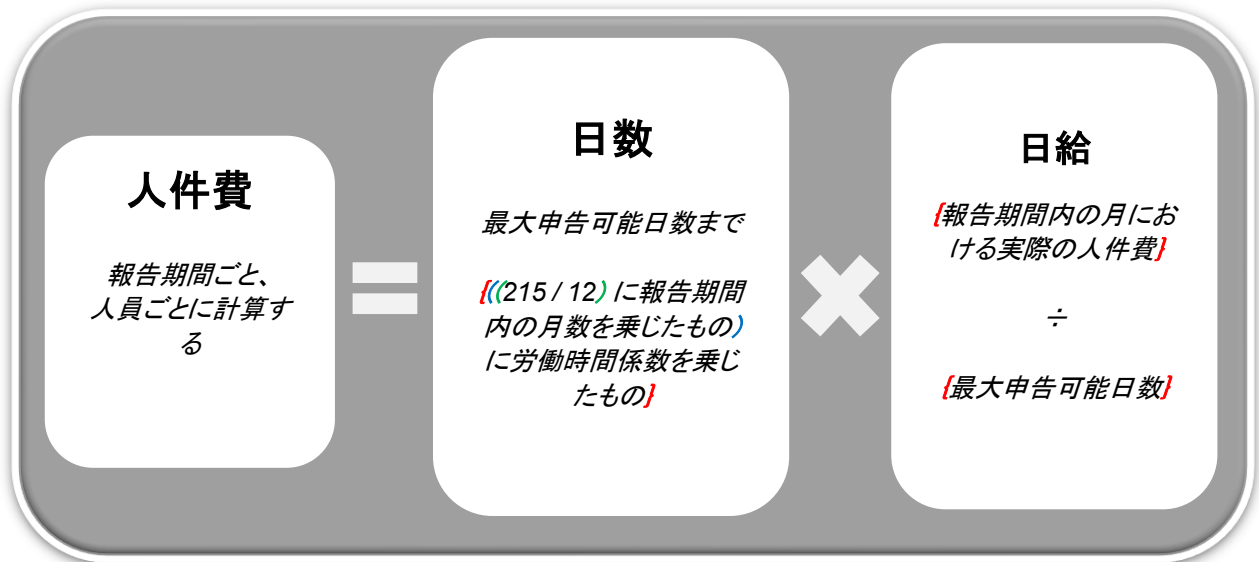 人件費
報告期間ごと、
人員ごとに計算す
る
=
日数
最大申告可能日数まで
{((215 / 12) に報告期間
内の月数を乗じたもの)
に労働時間係数を乗じ
たもの}
×
日給
{報告期間内の月にお
ける実際の人件費}
÷
{最大申告可能日数}